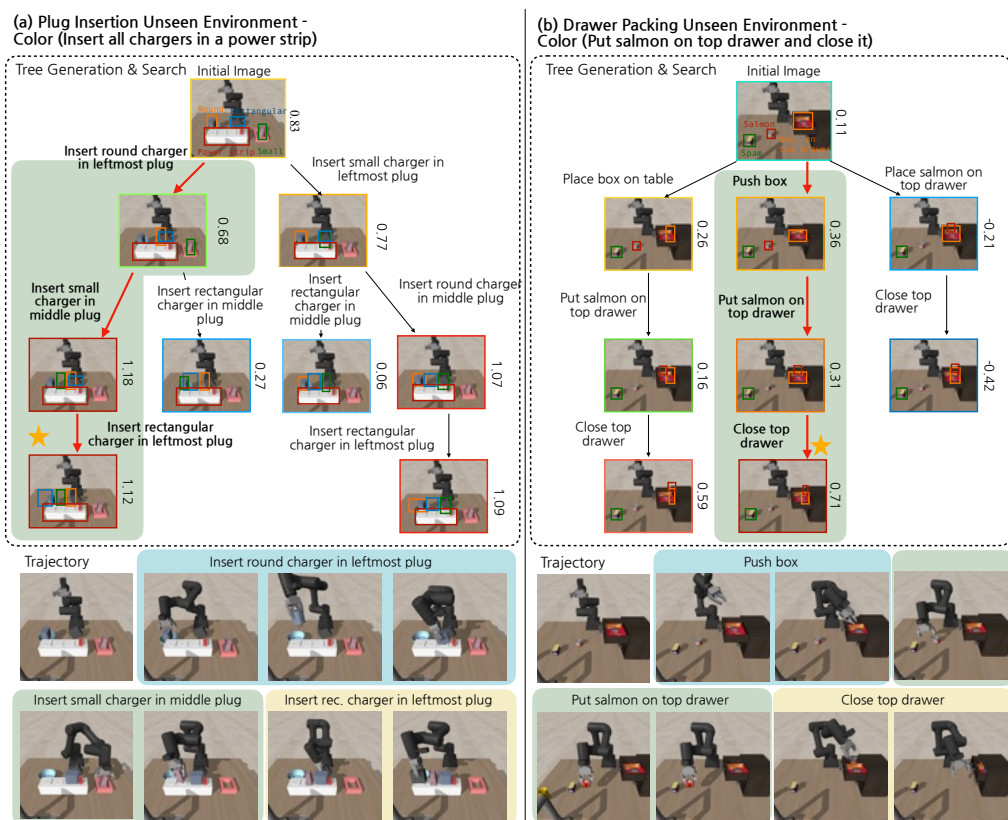 (a) Plug Insertion Unseen Environment -
Color (Insert all chargers in a power strip)
Tree Generation & Search
Initial Image
Round
Rectangular
Power strip
Small
0.83
Insert round charger
in leftmost plug
Insert small charger in
leftmost plug
0.68
0.77
Insert small
charger in
middle plug
Insert rectangular
charger in middle
plug
Insert
rectangular
charger in
middle plug
Insert round charger
in middle plug
1.18
0.27
0.06
1.07
Insert rectangular
charger in leftmost plug
Insert rectangular
charger in leftmost plug
1.12
1.09
Trajectory
Insert round charger in leftmost plug
Insert small charger in middle plug
Insert rec. charger in leftmost plug
(b) Drawer Packing Unseen Environment -
Color (Put salmon on top drawer and close it)
Tree Generation & Search
Initial Image
Salmon
Spam
0.11
Place box on table
Push box
Place salmon on
top drawer
0.26
0.36
-0.21
Put salmon on
top drawer
Put salmon on
top drawer
Close top
drawer
0.16
0.31
-0.42
Close top
drawer
Close top
drawer
0.59
0.71
Trajectory
Push box
Put salmon on top drawer
Close top drawer